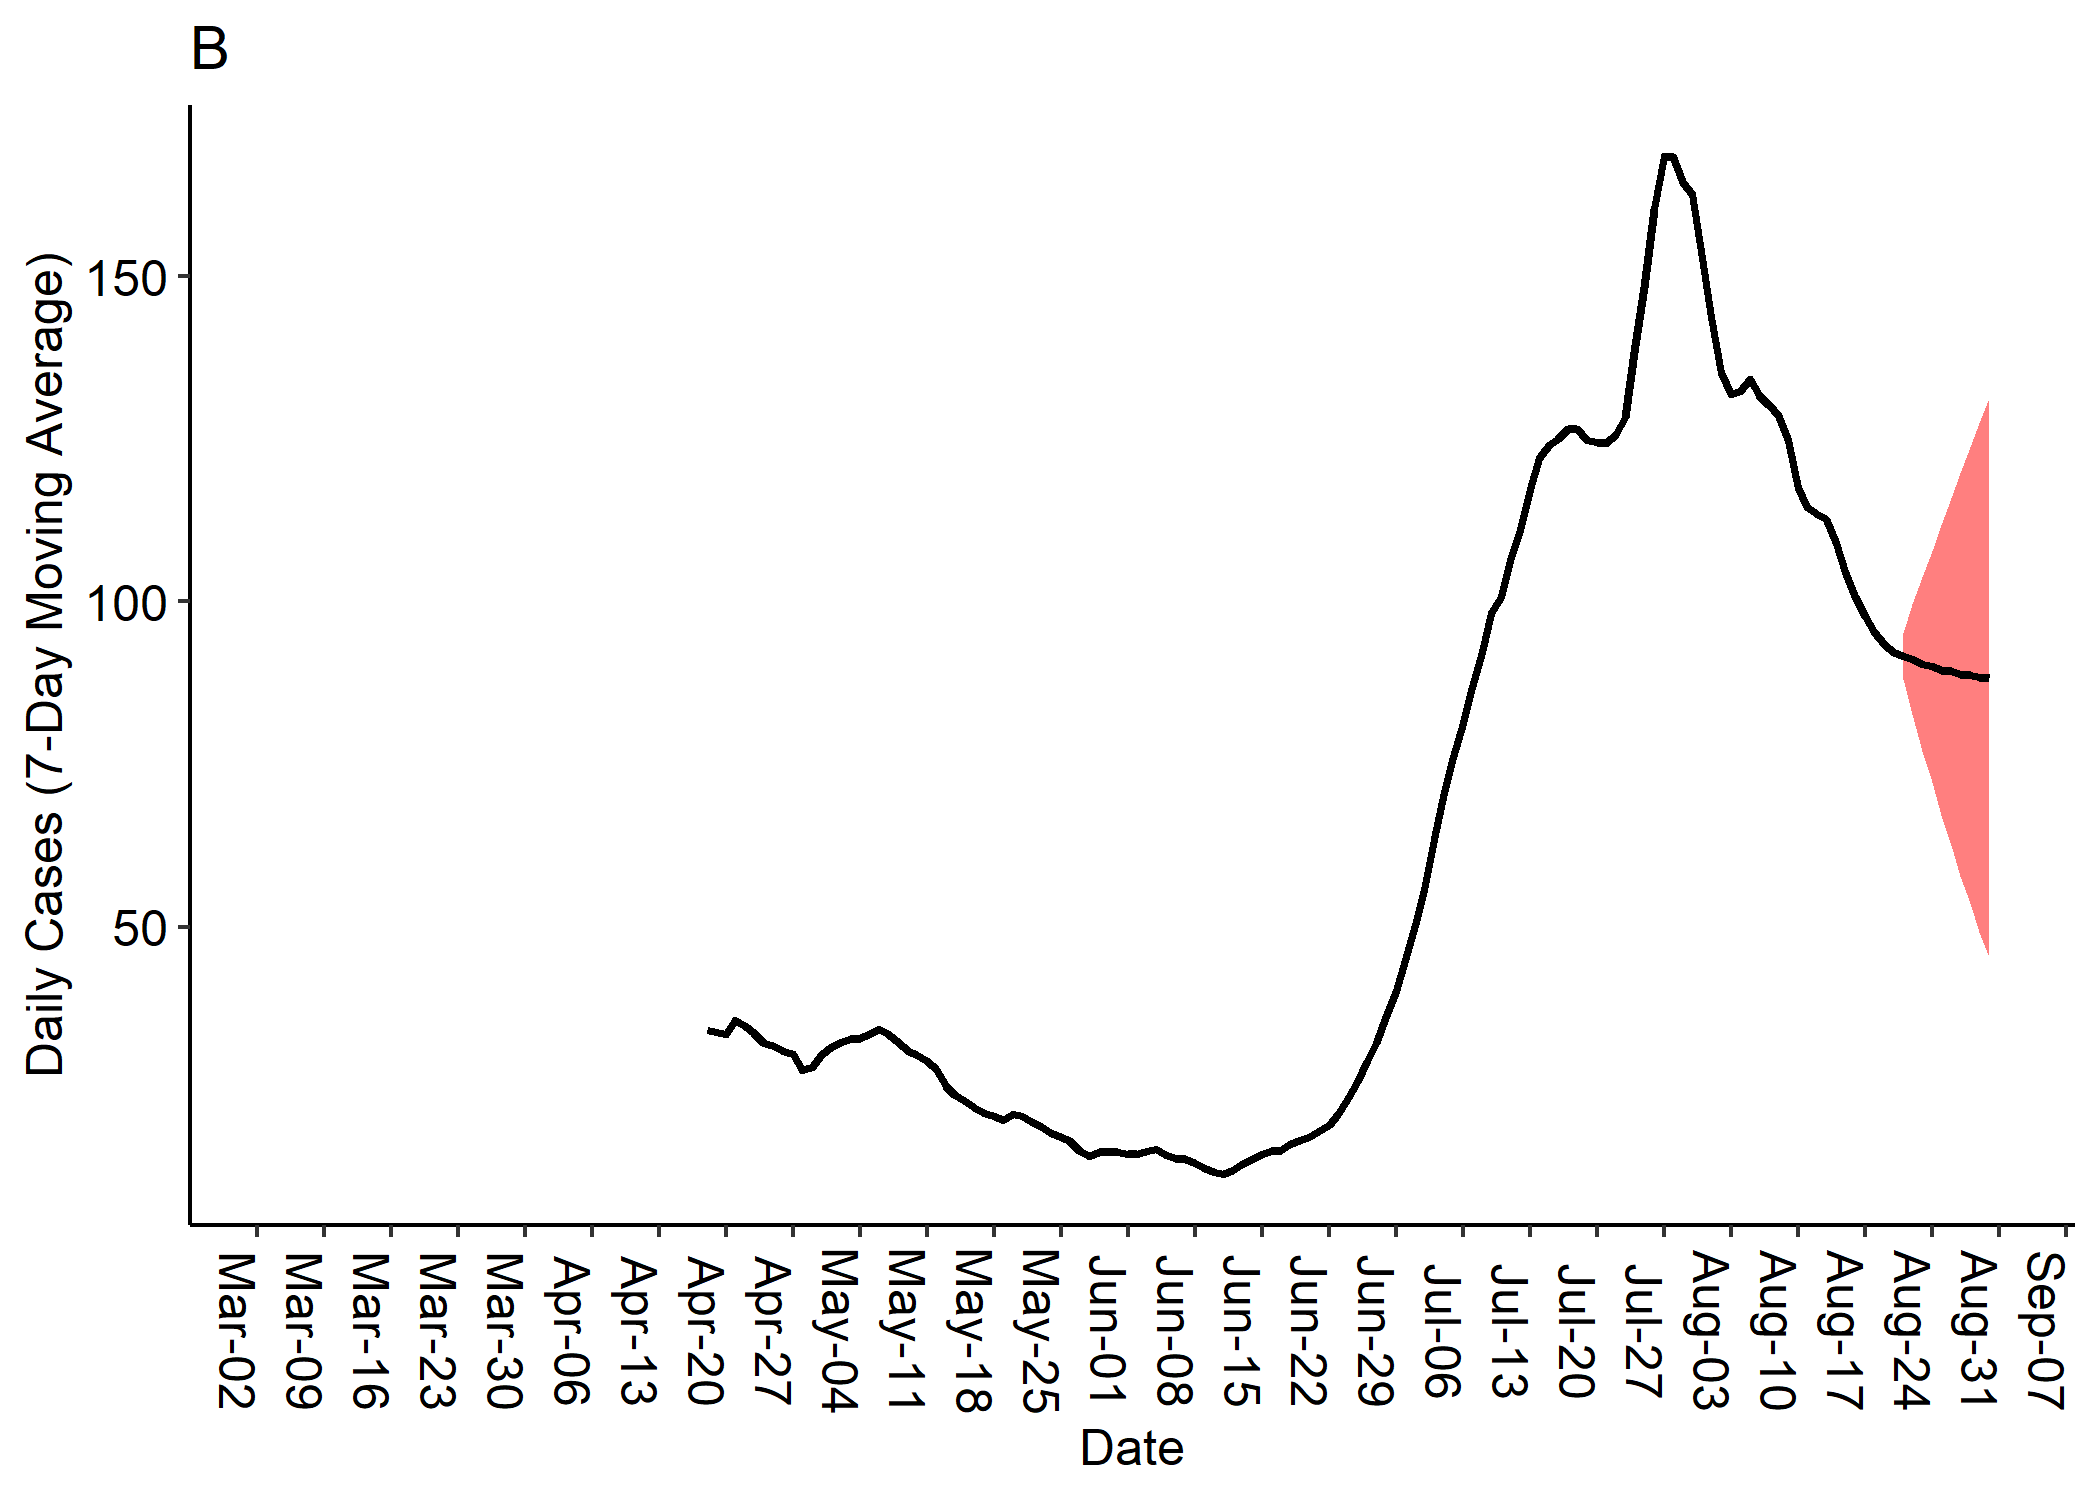 B
Daily Cases (7-Day Moving Average)
150
100
50
Mar-02
Mar-09
Mar-16
Mar-23
Mar-30
Apr-06
Apr-13
Apr-20
Apr-27
May-04
May-11
May-18
May-25
Jun-01
Jun-08
Jun-15
Jun-22
Jun-29
Jul-06
Jul-13
Jul-20
Jul-27
Aug-03
Aug-10
Aug-17
Aug-24
Aug-31
Sep-07
Date